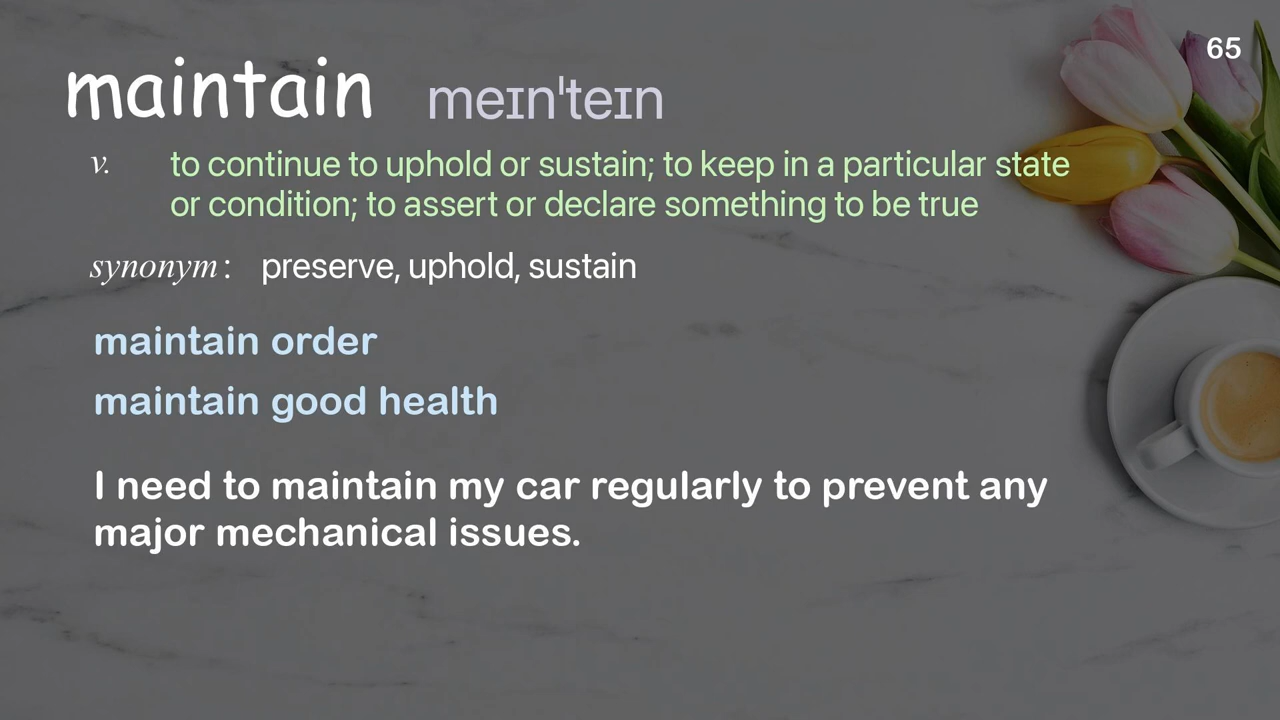 65
maintain meɪn'teɪn
v. to continue to uphold or sustain; to keep in a particular state
or condition; to assert or declare something to be true
synonym : preserve, uphold, sustain
maintain order
maintain good health
I need to maintain my car regularly to prevent any
major mechanical issues.